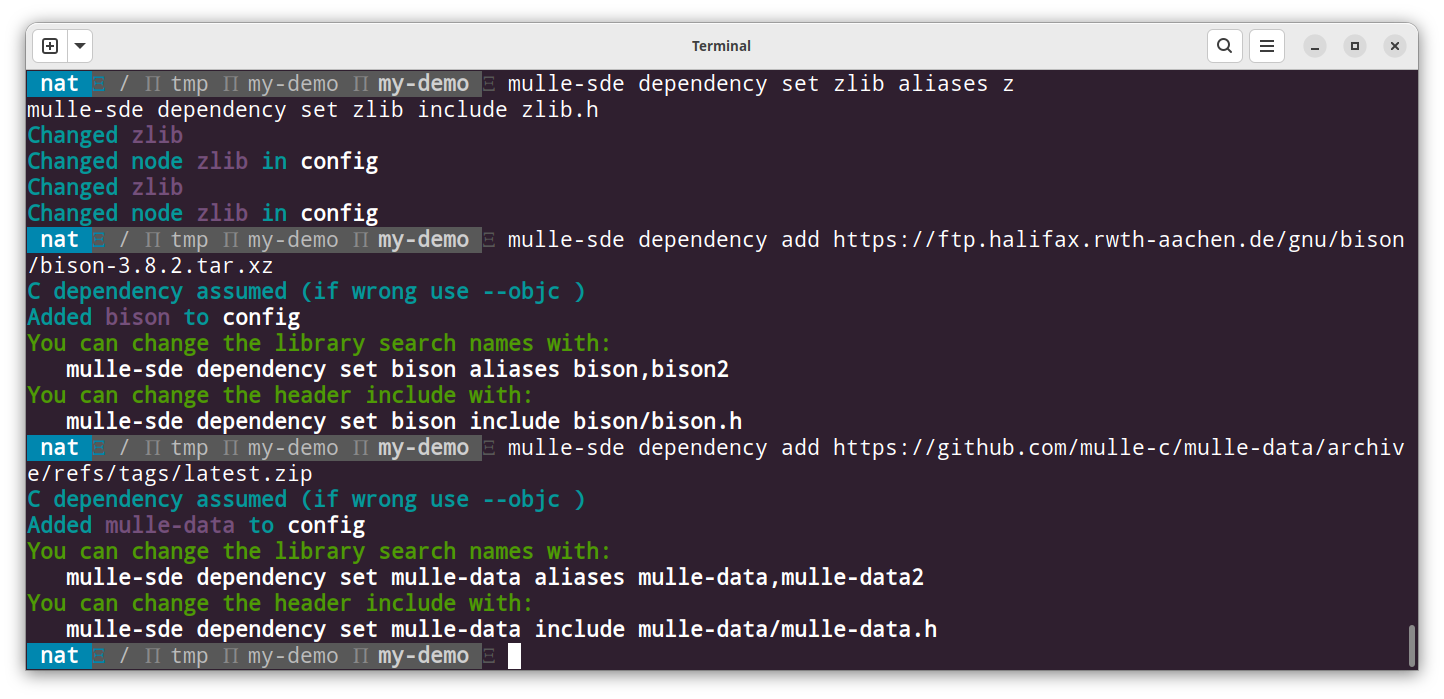 Terminal
nat Ξ / Π tmp Π my-demo Π my-demo Ξ mulle-sde dependency set zlib aliases z
mulle-sde dependency set zlib include zlib.h
Changed zlib
Changed node zlib in config
Changed zlib
Changed node zlib in config
nat Ξ / Π tmp Π my-demo Π my-demo Ξ mulle-sde dependency add https://ftp.halifax.rwth-aachen.de/gnu/bison
/bison-3.8.2.tar.xz
C dependency assumed (if wrong use --objc )
Added bison to config
You can change the library search names with:
mulle-sde dependency set bison aliases bison,bison2
You can change the header include with:
mulle-sde dependency set bison include bison/bison.h
nat Ξ / Π tmp Π my-demo Π my-demo Ξ mulle-sde dependency add https://github.com/mulle-c/mulle-data/archiv
e/refs/tags/latest.zip
C dependency assumed (if wrong use --objc )
Added mulle-data to config
You can change the library search names with:
mulle-sde dependency set mulle-data aliases mulle-data,mulle-data2
You can change the header include with:
mulle-sde dependency set mulle-data include mulle-data/mulle-data.h
nat Ξ / Π tmp Π my-demo Π my-demo Ξ